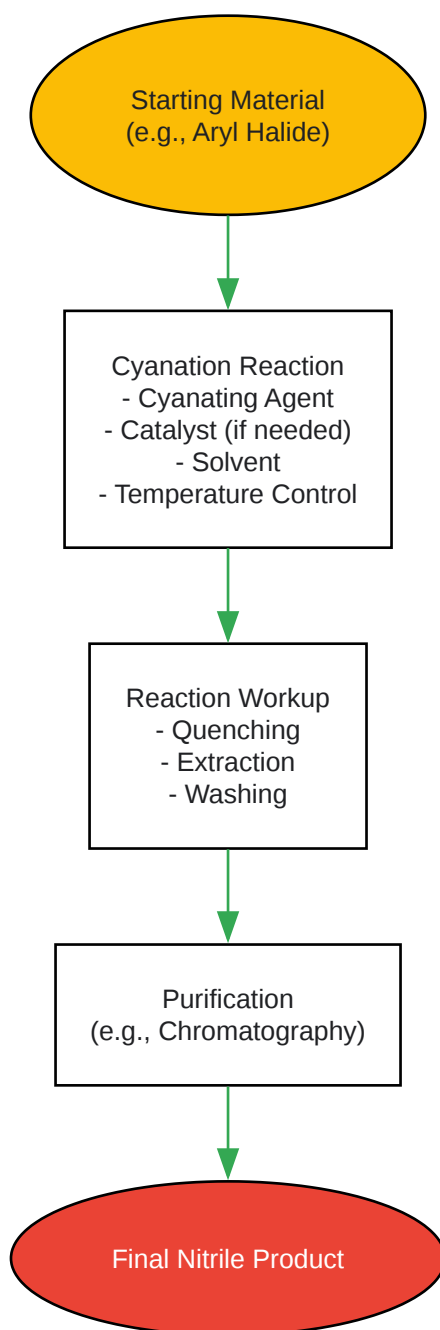 Starting Material
(e.g., Aryl Halide)
Cyanation Reaction
- Cyanating Agent
- Catalyst (if needed)
- Solvent
- Temperature Control
Reaction Workup
- Quenching
- Extraction
- Washing
Purification
(e.g., Chromatography)
Final Nitrile Product